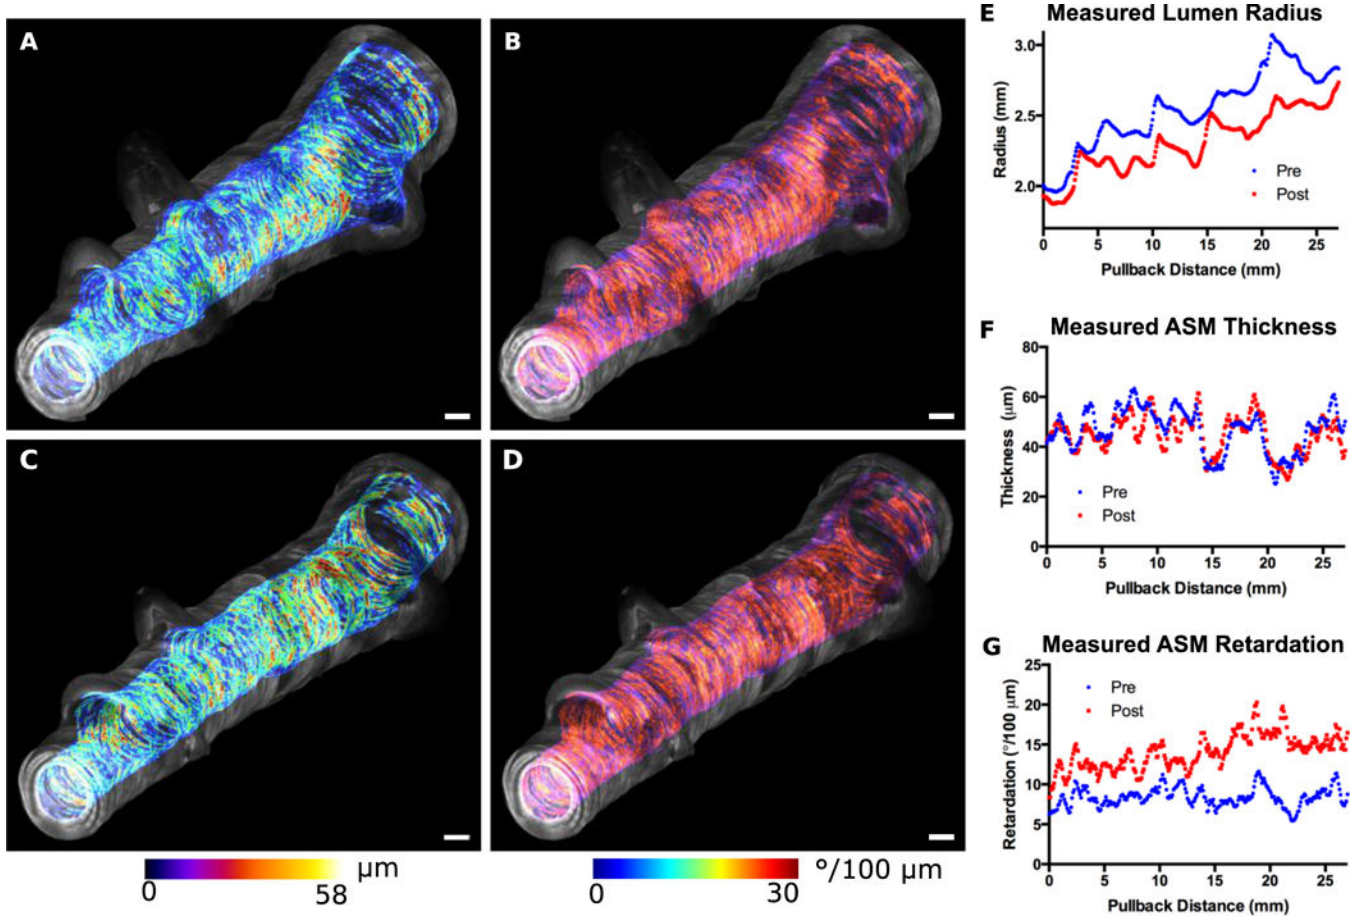 A
B
C
D
0
58
µm
0
30
°/100 µm
E
Measured Lumen Radius
3.0
2.5
2.0
Radius (mm)
Pre
Post
0
5
10
15
20
25
Pullback Distance (mm)
F
Measured ASM Thickness
80
60
40
20
0
Thickness (µm)
Pre
Post
0
5
10
15
20
25
Pullback Distance (mm)
G
Measured ASM Retardation
25
20
15
10
5
0
Retardation (°/100 µm)
Pre
Post
0
5
10
15
20
25
Pullback Distance (mm)